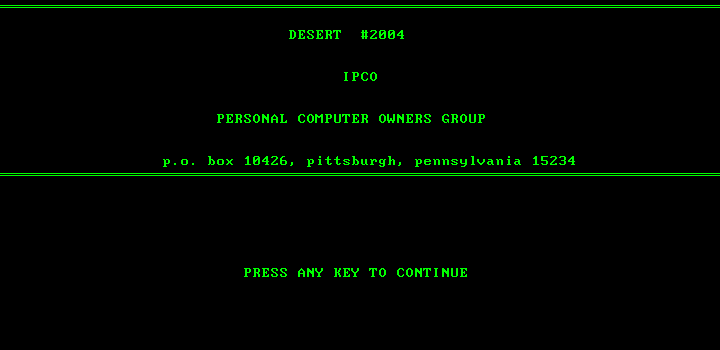 DESERT  #2004
IPCO
PERSONAL COMPUTER OWNERS GROUP
p.o. box 10426, pittsburgh, pennsylvania 15234
PRESS ANY KEY TO CONTINUE